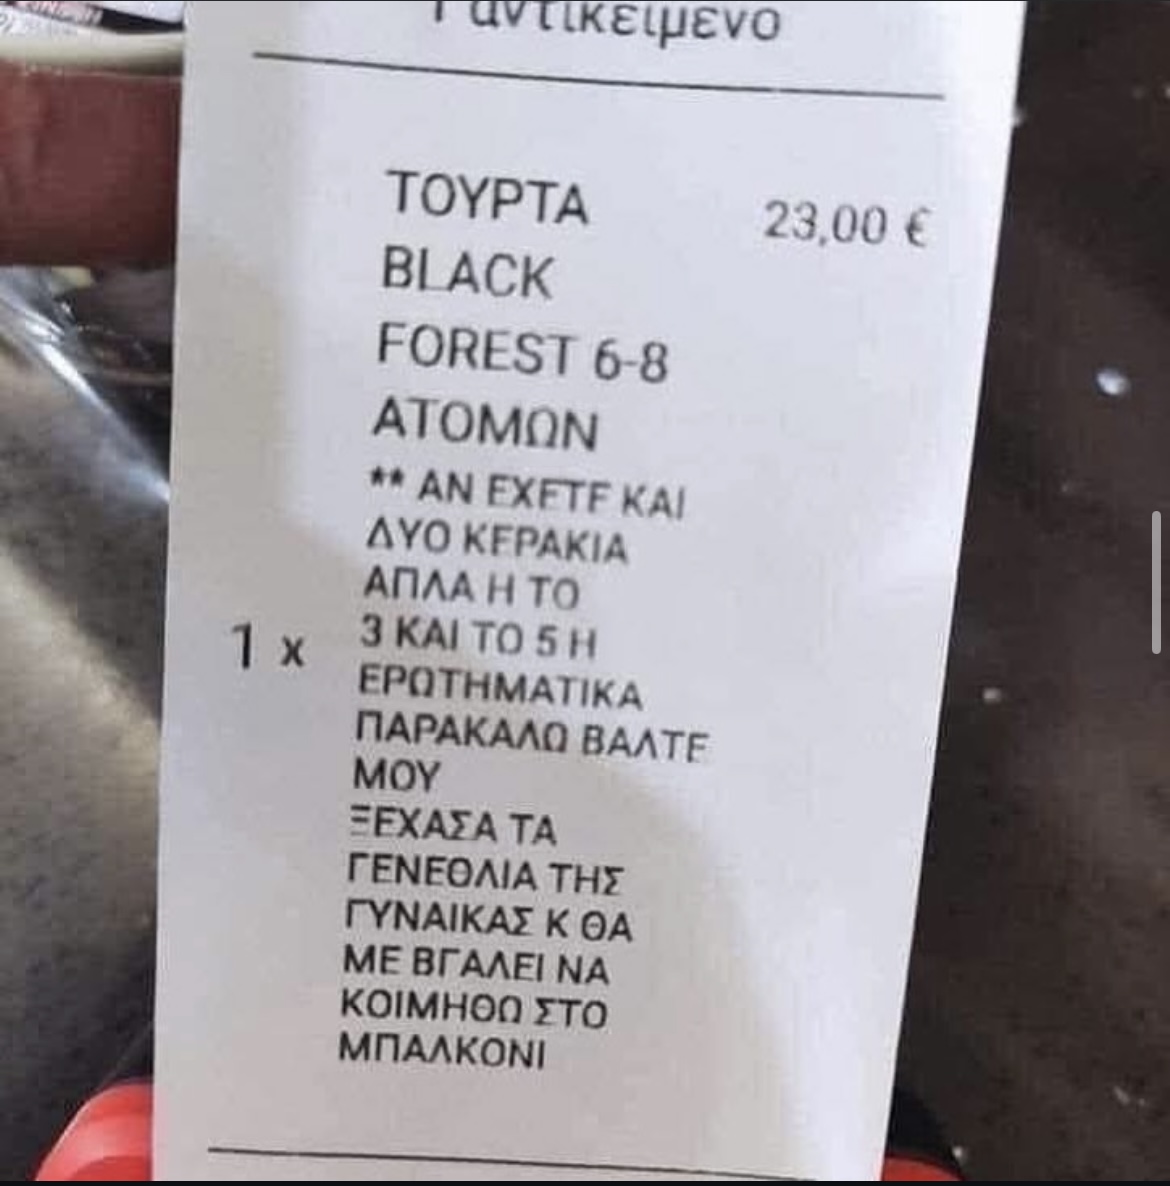 1 αντικείμενο
ΤΟΥΡΤΑ 23,00 €
BLACK
FOREST 6-8
ΑΤΟΜΩΝ
** ΑΝ ΕΧΕΤΕ ΚΑΙ
ΔΥΟ ΚΕΡΑΚΙΑ
ΑΠΛΑ Η ΤΟ
1 x 3 ΚΑΙ ΤΟ 5 Η
ΕΡΩΤΗΜΑΤΙΚΑ
ΠΑΡΑΚΑΛΩ ΒΑΛΤΕ
ΜΟΥ
ΞΕΧΑΣΑ ΤΑ
ΓΕΝΕΘΛΙΑ ΤΗΣ
ΓΥΝΑΙΚΑΣ Κ ΘΑ
ΜΕ ΒΓΑΛΕΙ ΝΑ
ΚΟΙΜΗΘΩ ΣΤΟ
ΜΠΑΛΚΟΝΙ